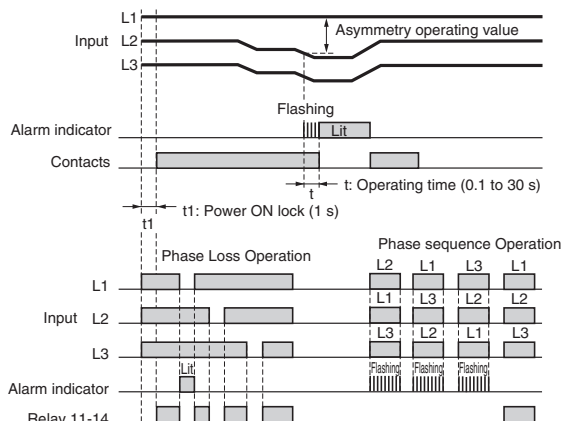 L1
Asymmetry operating value
Input L2
L3
Flashing
Alarm indicator
Lit
Contacts
t
t: Operating time (0.1 to 30 s)
t1: Power ON lock (1 s)
t1
Phase Loss Operation
Phase sequence Operation
L1
L2 L1 L3 L1
Input L2
L1 L3 L2 L2
L3
L3 L2 L1 L3
Alarm indicator
Lit
Flashing Flashing Flashing
Relay 11-14